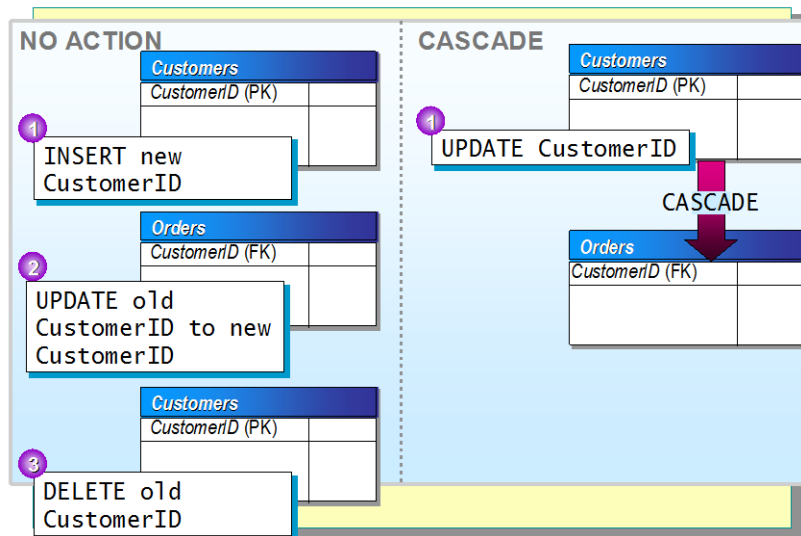 NO ACTION
Customers
CustomerID (PK)
1
INSERT new
CustomerID
Orders
CustomerID (FK)
2
UPDATE old
CustomerID to new
CustomerID
Customers
CustomerID (PK)
3
DELETE old
CustomerID
CASCADE
Customers
CustomerID (PK)
1
UPDATE CustomerID
CASCADE
Orders
CustomerID (FK)